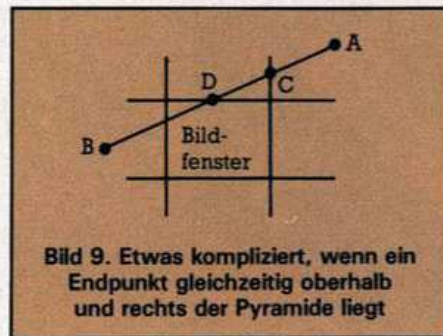 A
D
C
B
Bild-
fenster
Bild 9. Etwas kompliziert, wenn ein
Endpunkt gleichzeitig oberhalb
und rechts der Pyramide liegt